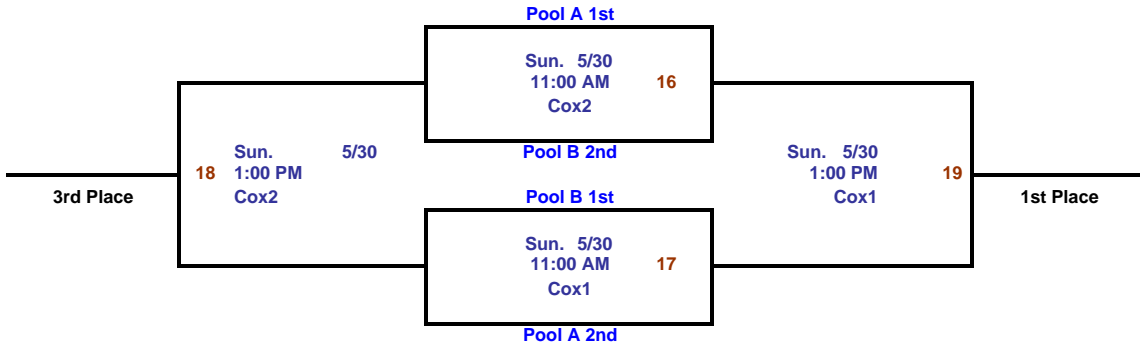 Pool A 1st
Sun. 5/30
11:00 AM 16
Cox2
Pool B 2nd
Sun. 5/30
18 1:00 PM
Cox2
3rd Place
Sun. 5/30
1:00 PM 19
Cox1
1st Place
Pool B 1st
Sun. 5/30
11:00 AM 17
Cox1
Pool A 2nd